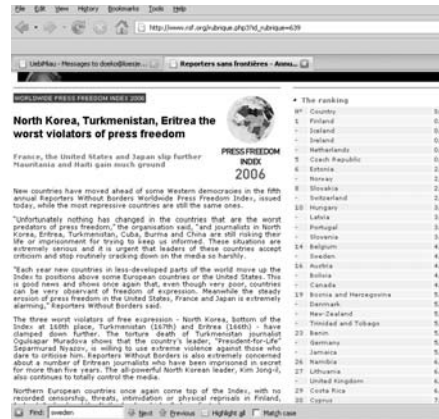 File Edit View History Bookmarks Tools Help
http://www.rsf.org/rubrique.php3?id_rubrique=639
Reporters sans frontières - Annu...
WORLDWIDE PRESS FREEDOM INDEX 2006
North Korea, Turkmenistan, Eritrea the
worst violators of press freedom
France, the United States and Japan slip further
Mauritania and Haiti gain much ground
PRESS FREEDOM
INDEX
2006
New countries have moved ahead of some Western democracies in the fifth
annual Reporters Without Borders Worldwide Press Freedom Index, issued
today, while the most repressive countries are still the same ones.
"Unfortunately nothing has changed in the countries that are the worst
predators of press freedom," the organisation said, "and journalists in North
Korea, Eritrea, Turkmenistan, Cuba, Burma and China are still risking their
life or imprisonment for trying to keep us informed. These situations are
extremely serious and it is urgent that leaders of these countries accept
criticism and stop routinely cracking down on the media so harshly.
"Each year new countries in less-developed parts of the world move up the
Index to positions above some European countries or the United States. This
is good news and shows once again that, even though very poor, countries
can be very observant of freedom of expression. Meanwhile the steady
erosion of press freedom in the United States, France and Japan is extremely
alarming," Reporters Without Borders said.
The three worst violators of free expression - North Korea, bottom of the
Index at 168th place, Turkmenistan (167th) and Eritrea (166th) - have
clamped down further. The torture death of Turkmenistan journalist
Ogulsapar Muradova shows that the country's leader, "President-for-Life"
Separmurad Nyazov, is willing to use extreme violence against those who
dare to criticise him. Reporters Without Borders is also extremely concerned
about a number of Eritrean journalists who have been imprisoned in secret
for more than five years. The all-powerful North Korean leader, Kim Jong-il,
also continues to totally control the media.
Northern European countries once again come top of the Index, with no
recorded censorship, threats, intimidation or physical reprisals in Finland,
The ranking
N° Country
1 Finland
- Iceland
- Ireland
- Netherlands
5 Czech Republic
6 Estonia
- Norway
8 Slovakia
- Switzerland
10 Hungary
- Latvia
- Portugal
- Slovenia
14 Belgium
- Sweden
16 Austria
- Bolivia
- Canada
19 Bosnia and Herzegovina
- Denmark
- New-Zealand
- Trinidad and Tobago
23 Benin
- Germany
- Jamaica
26 Namibia
27 Lithuania
- United Kingdom
29 Costa Rica
30 Cyprus
Find: sweden Next Previous Highlight all Match case